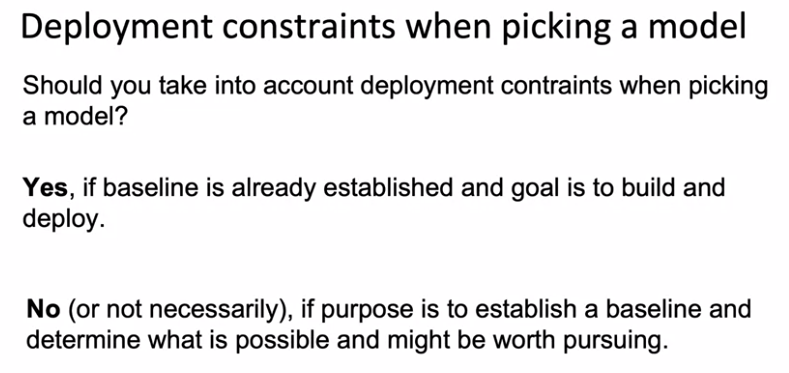 Deployment constraints when picking a model
Should you take into account deployment contraints when picking
a model?
Yes, if baseline is already established and goal is to build and
deploy.
No (or not necessarily), if purpose is to establish a baseline and
determine what is possible and might be worth pursuing.